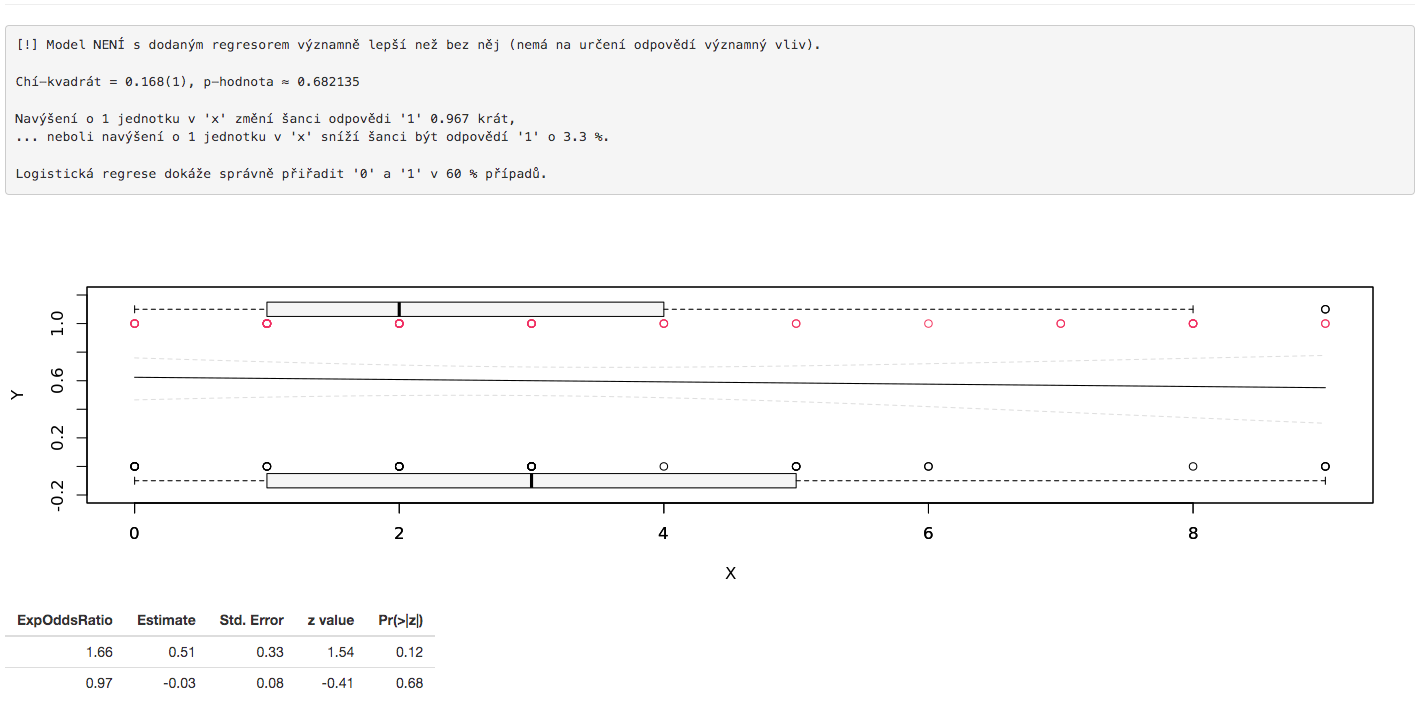 [!] Model NENÍ s dodaným regresorem významně lepší než bez něj (nemá na určení odpovědí významný vliv).
Chí-kvadrát = 0.168(1), p-hodnota ≈ 0.682135
Navýšení o 1 jednotku v 'x' změní šanci odpovědi '1' 0.967 krát,
... neboli navýšení o 1 jednotku v 'x' sníží šanci být odpovědí '1' o 3.3 %.
Logistická regrese dokáže správně přiřadit '0' a '1' v 60 % případů.
1.0
0.6
Y
0.2
-0.2
0 2 4 6 8
X
ExpOddsRatio Estimate Std. Error z value Pr(>|z|)
1.66 0.51 0.33 1.54 0.12
0.97 -0.03 0.08 -0.41 0.68